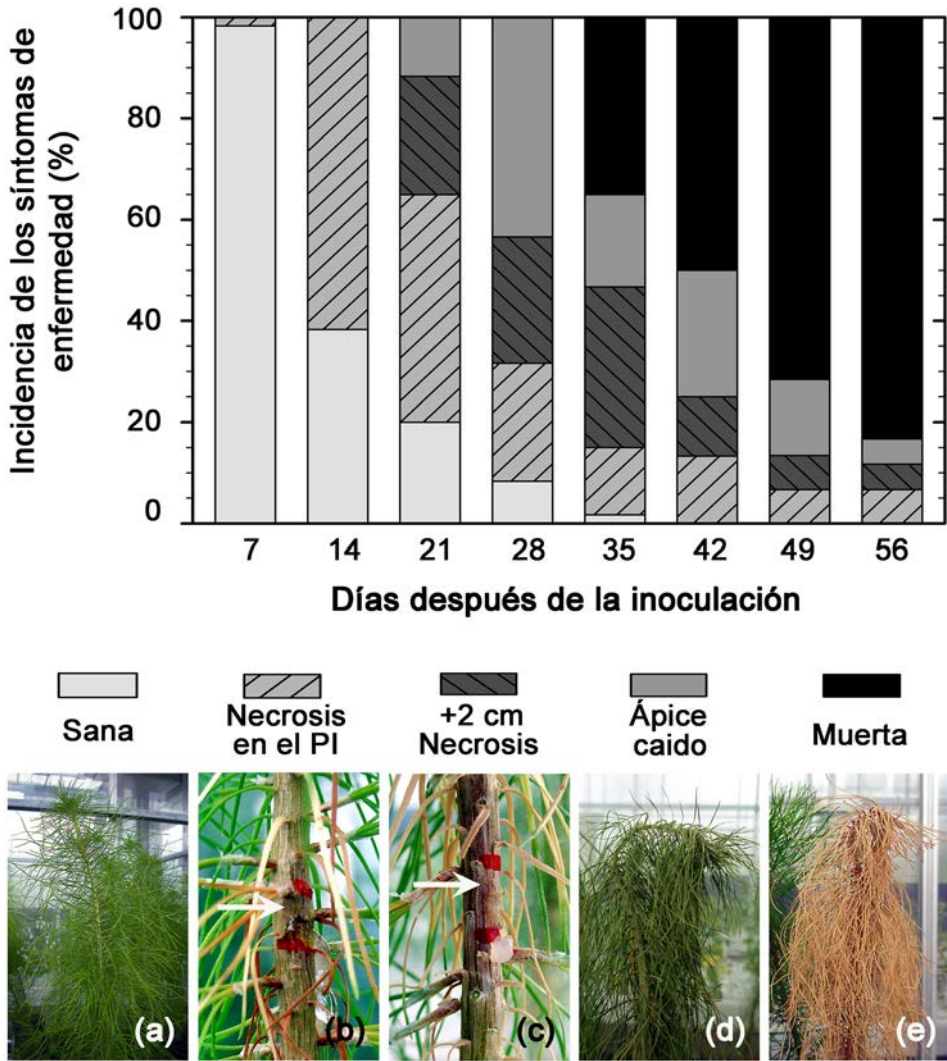 Incidencia de los síntomas de
enfermedad (%)
100
80
60
40
20
0
7 14 21 28 35 42 49 56
Días después de la inoculación
Sana
Necrosis
en el PI
+2 cm
Necrosis
Ápice
caido
Muerta
(a) (b) (c) (d) (e)